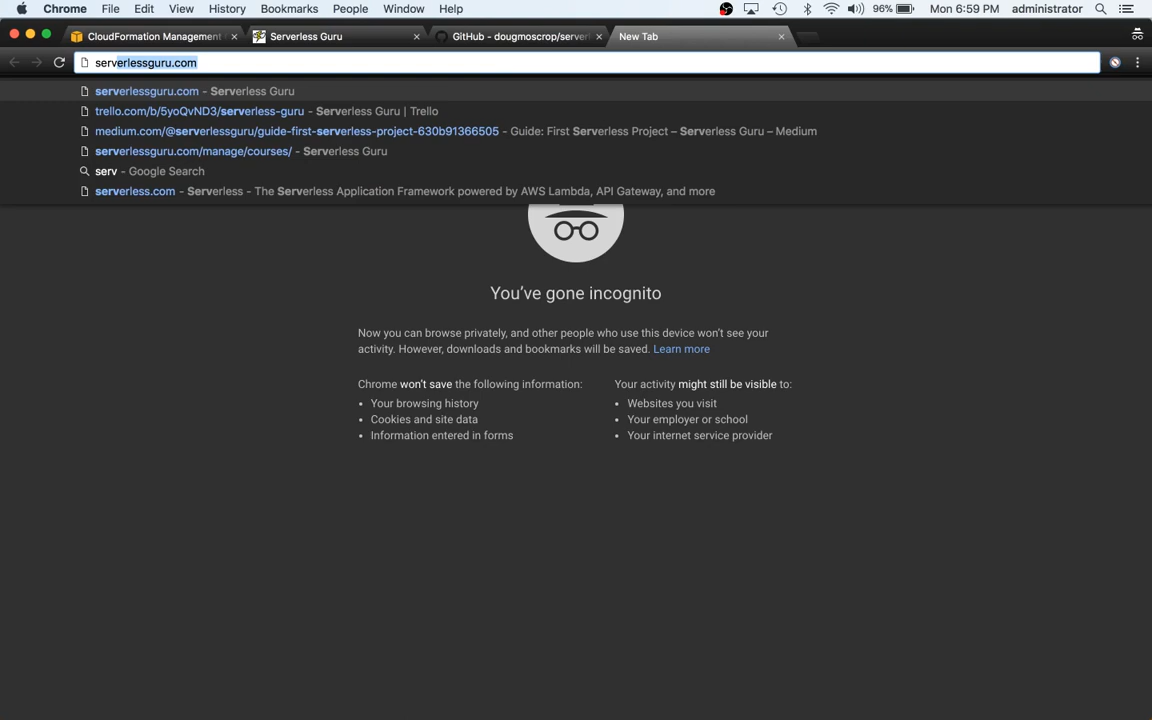 Chrome File Edit View History Bookmarks People Window Help 96% Mon 6:59 PM administrator
CloudFormation Management Serverless Guru GitHub - dougmoscrop/server New Tab
serverlessguru.com
serverlessguru.com - Serverless Guru
trello.com/b/5yoQvND3/serverless-guru - Serverless Guru | Trello
medium.com/@serverlessguru/guide-first-serverless-project-630b91366505 - Guide: First Serverless Project – Serverless Guru – Medium
serverlessguru.com/manage/courses/ - Serverless Guru
serv - Google Search
serverless.com - Serverless - The Serverless Application Framework powered by AWS Lambda, API Gateway, and more
You’ve gone incognito
Now you can browse privately, and other people who use this device won’t see your
activity. However, downloads and bookmarks will be saved. Learn more
Chrome won’t save the following information:
• Your browsing history
• Cookies and site data
• Information entered in forms
Your activity might still be visible to:
• Websites you visit
• Your employer or school
• Your internet service provider